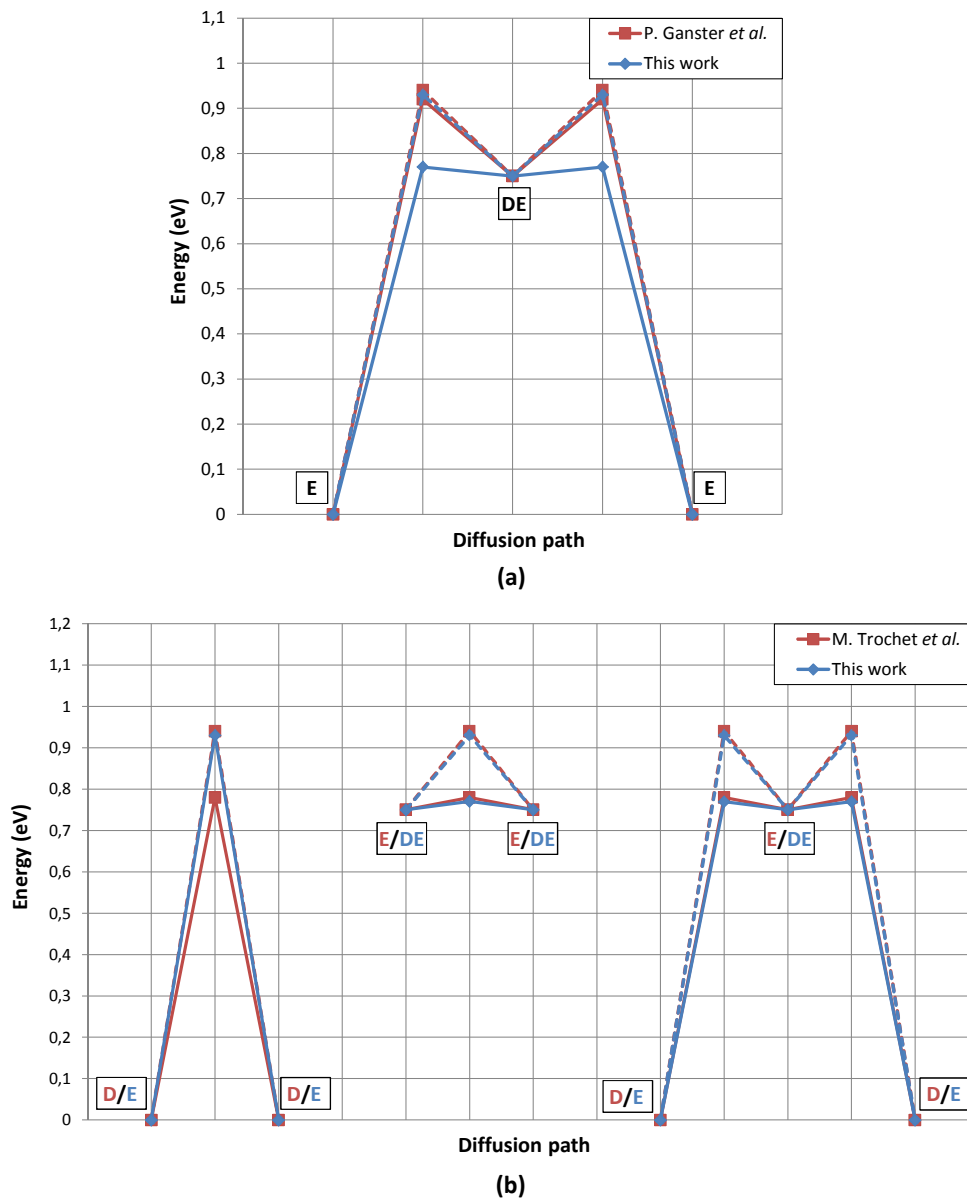 1,1
1
0,9
0,8
0,7
0,6
0,5
0,4
0,3
0,2
0,1
0
Energy (eV)
P. Ganster et al.
This work
DE
E
E
Diffusion path
(a)
1,2
1,1
1
0,9
0,8
0,7
0,6
0,5
0,4
0,3
0,2
0,1
0
Energy (eV)
M. Trochet et al.
This work
E/DE
E/DE
E/DE
D/E
D/E
D/E
D/E
Diffusion path
(b)